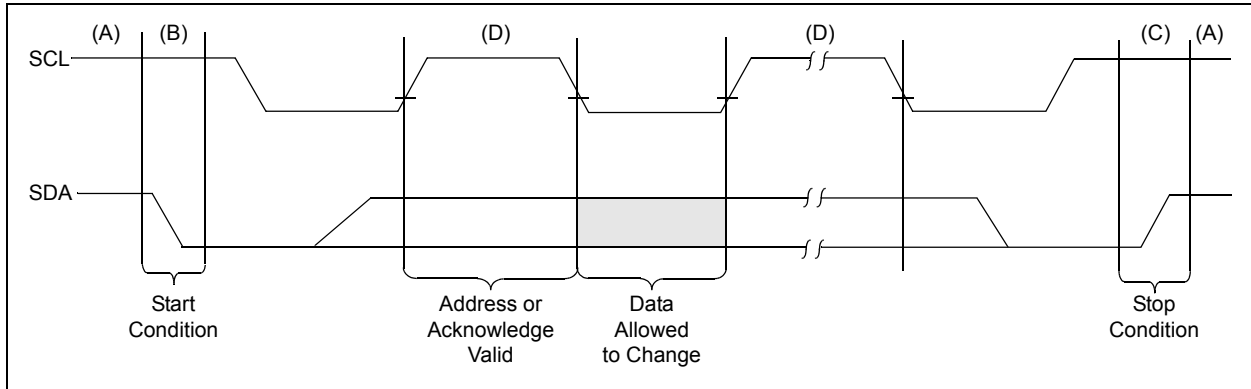 (A) (B) (D) (D) (C) (A)
SCL
SDA
Start
Condition
Address or
Acknowledge
Valid
Data
Allowed
to Change
Stop
Condition